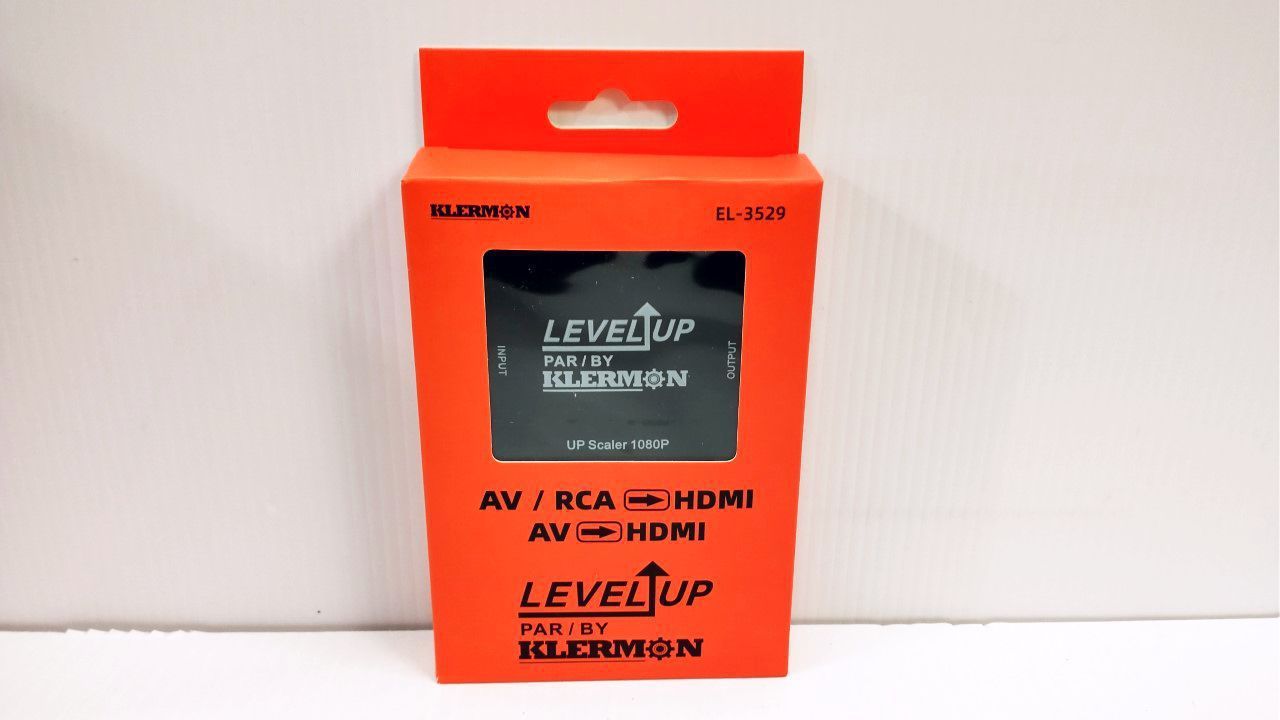 KLERMON
EL-3529
LEVEL UP
PAR / BY
KLERMON
INPUT
OUTPUT
UP Scaler 1080P
AV / RCA HDMI
AV HDMI
LEVEL UP
PAR / BY
KLERMON